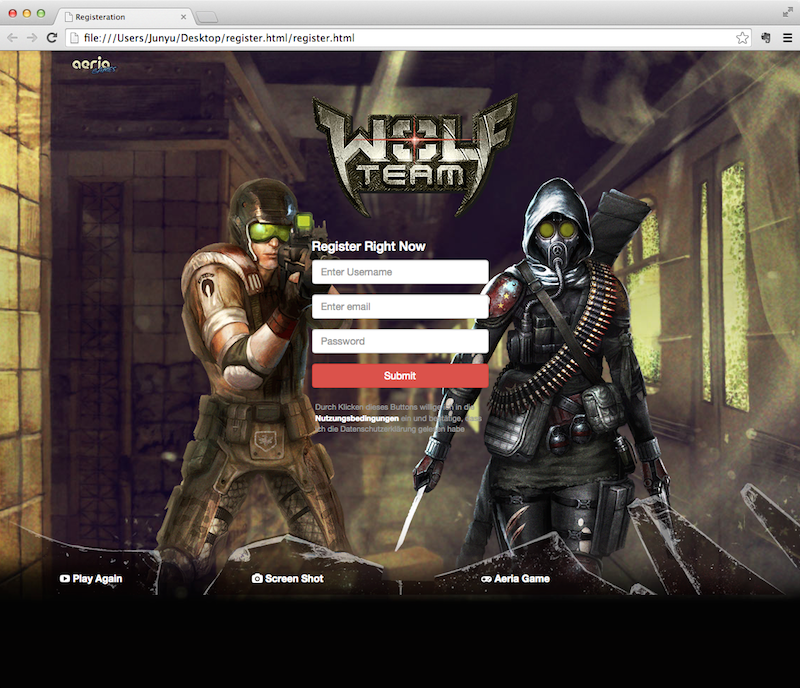 Registeration
file:///Users/Junyu/Desktop/register.html/register.html
aeria
GAMES
WOLF
TEAM
Register Right Now
Enter Username
Enter email
Password
Submit
Durch Klicken dieses Buttons willige ich in die
Nutzungsbedingungen ein und bestätige, dass
ich die Datenschutzerklärung gelesen habe
Play Again
Screen Shot
Aeria Game